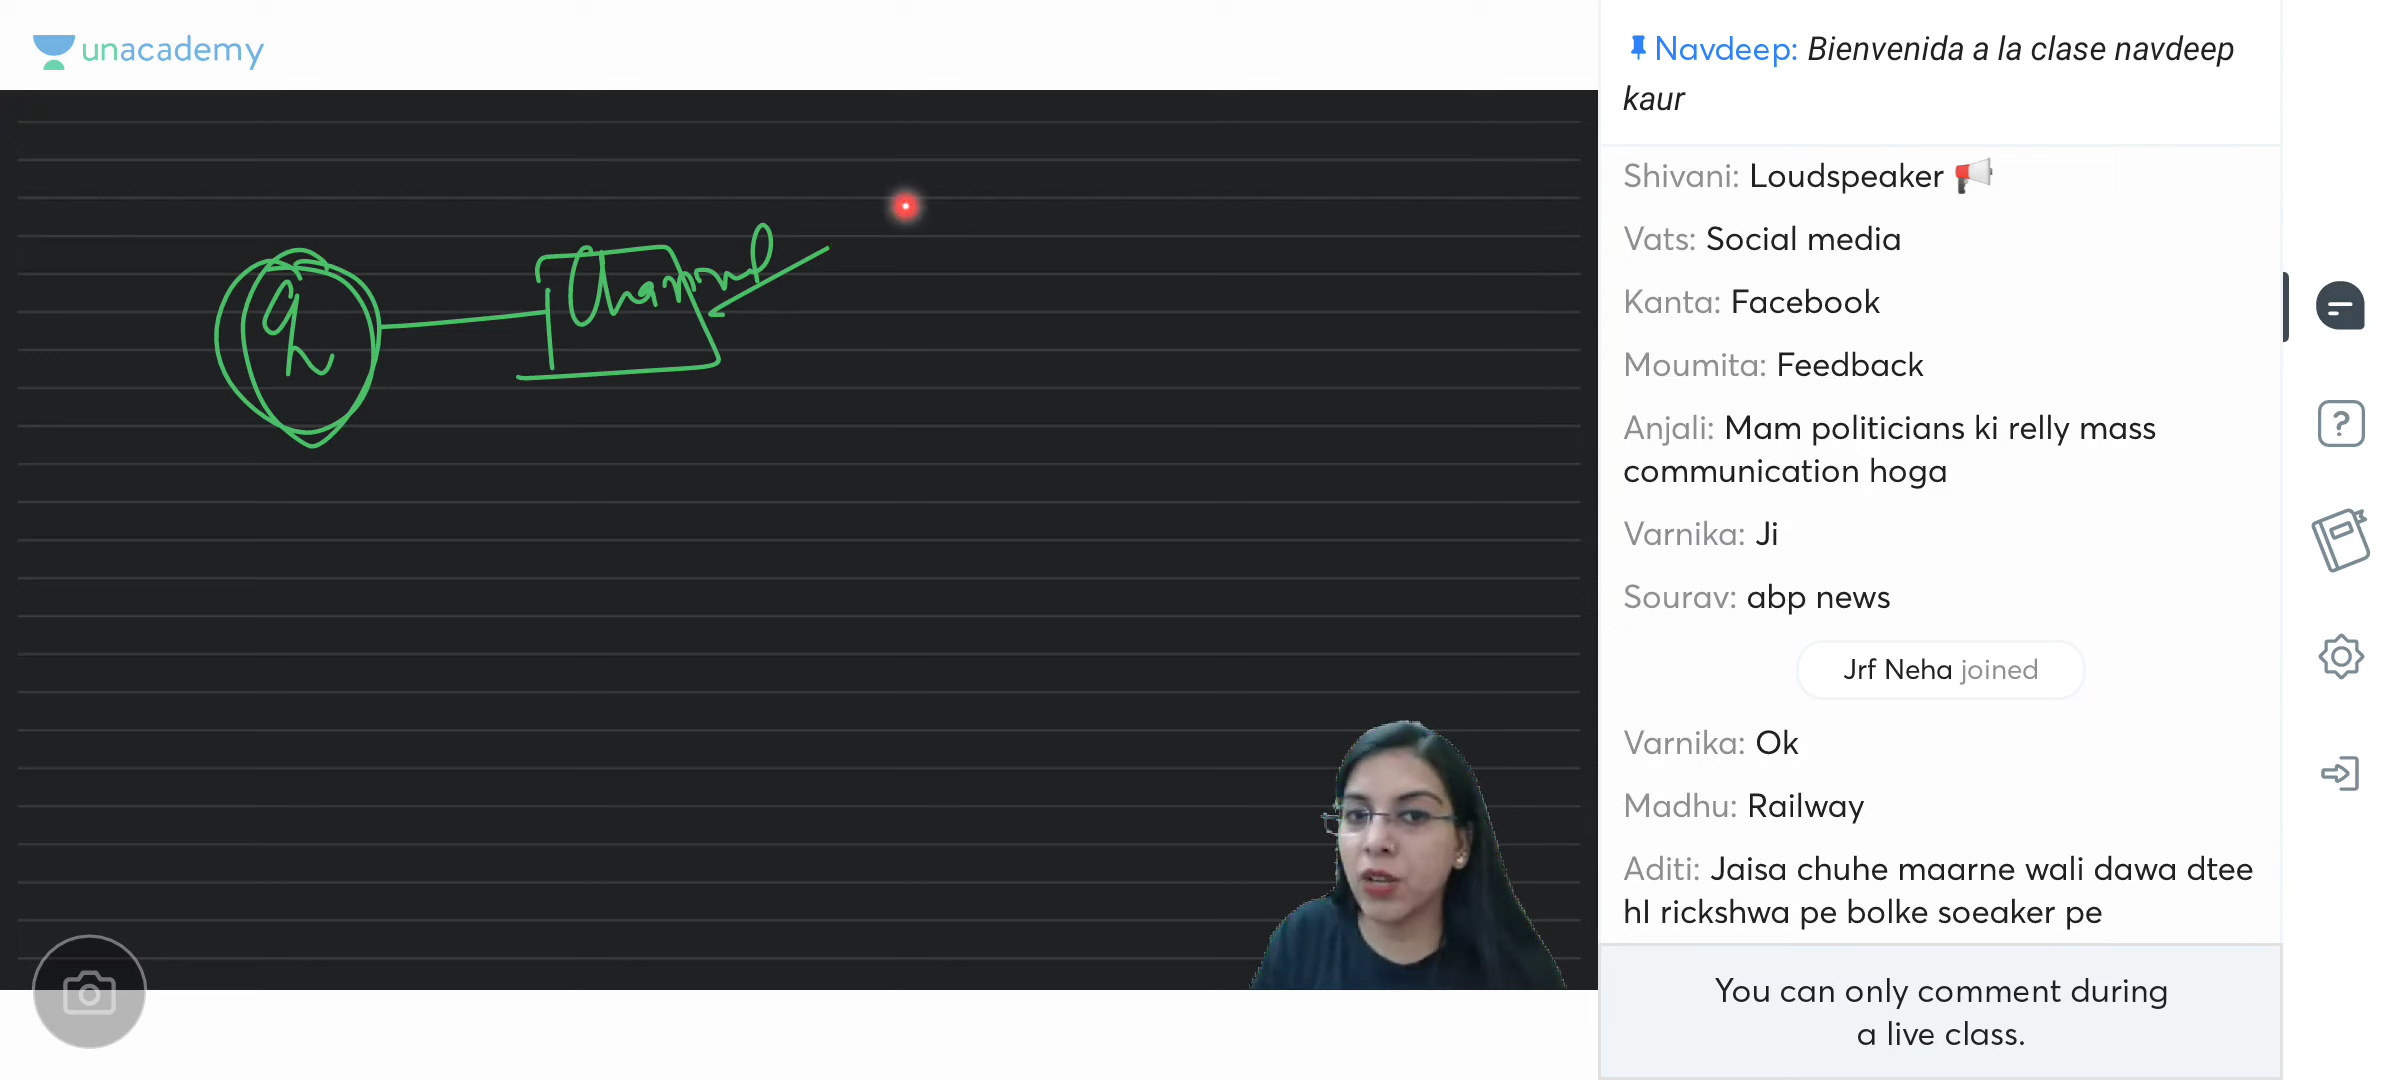 unacademy
Channel
Navdeep: Bienvenida a la clase navdeep
kaur
Shivani: Loudspeaker
Vats: Social media
Kanta: Facebook
Moumita: Feedback
Anjali: Mam politicians ki relly mass
communication hoga
Varnika: Ji
Sourav: abp news
Jrf Neha joined
Varnika: Ok
Madhu: Railway
Aditi: Jaisa chuhe maarne wali dawa dtee
hI rickshwa pe bolke soeaker pe
You can only comment during
a live class.